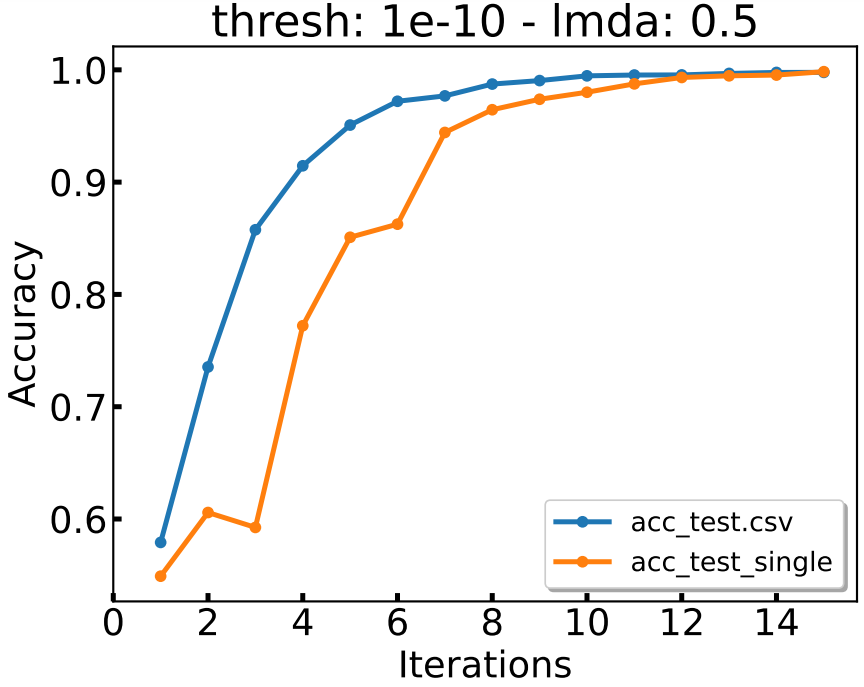 thresh: 1e-10 - lmda: 0.5
Accuracy
1.0
0.9
0.8
0.7
0.6
acc_test.csv
acc_test_single
0 2 4 6 8 10 12 14
Iterations